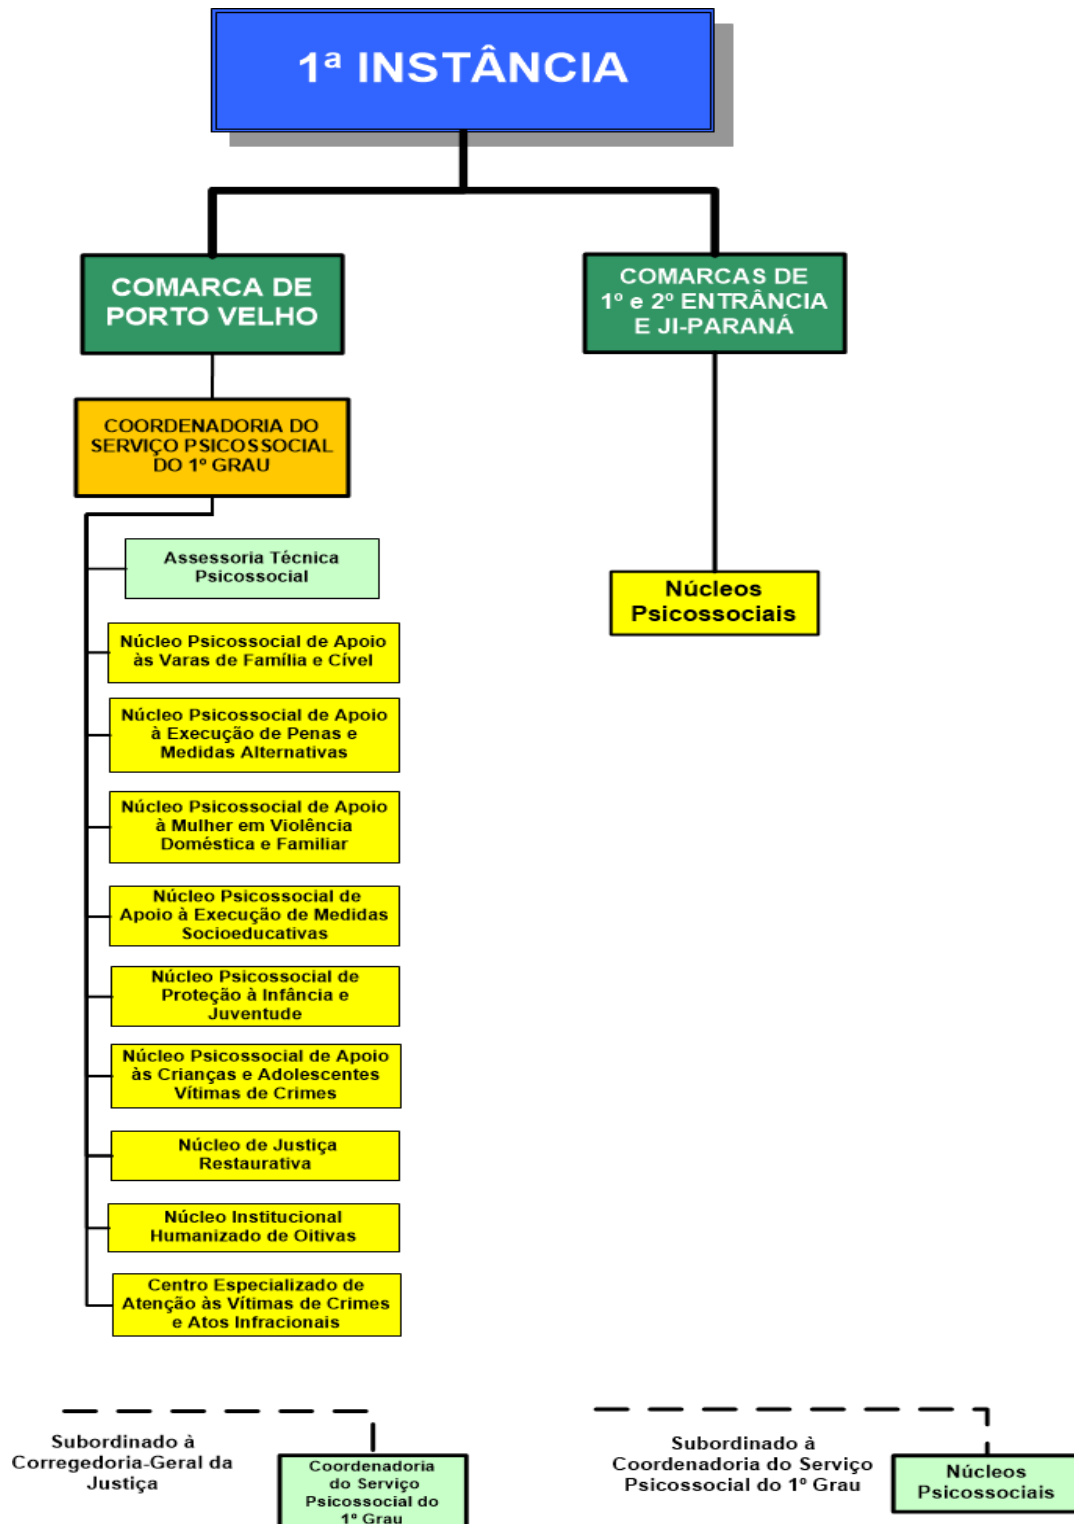 1ª INSTÂNCIA
COMARCA DE
PORTO VELHO
COMARCAS DE
1º e 2º ENTRÂNCIA
E JI-PARANÁ
COORDENADORIA DO
SERVIÇO PSICOSSOCIAL
DO 1º GRAU
Assessoria Técnica
Psicossocial
Núcleos
Psicossociais
Núcleo Psicossocial de Apoio
às Varas de Família e Cível
Núcleo Psicossocial de Apoio
à Execução de Penas e
Medidas Alternativas
Núcleo Psicossocial de Apoio
à Mulher em Violência
Doméstica e Familiar
Núcleo Psicossocial de
Apoio à Execução de Medidas
Socioeducativas
Núcleo Psicossocial de
Proteção à Infância e
Juventude
Núcleo Psicossocial de Apoio
às Crianças e Adolescentes
Vítimas de Crimes
Núcleo de Justiça
Restaurativa
Núcleo Institucional
Humanizado de Oitivas
Centro Especializado de
Atenção às Vítimas de Crimes
e Atos Infracionais
Subordinado à
Corregedoria-Geral da
Justiça
Coordenadoria
do Serviço
Psicossocial do
1º Grau
Subordinado à
Coordenadoria do Serviço
Psicossocial do 1º Grau
Núcleos
Psicossociais